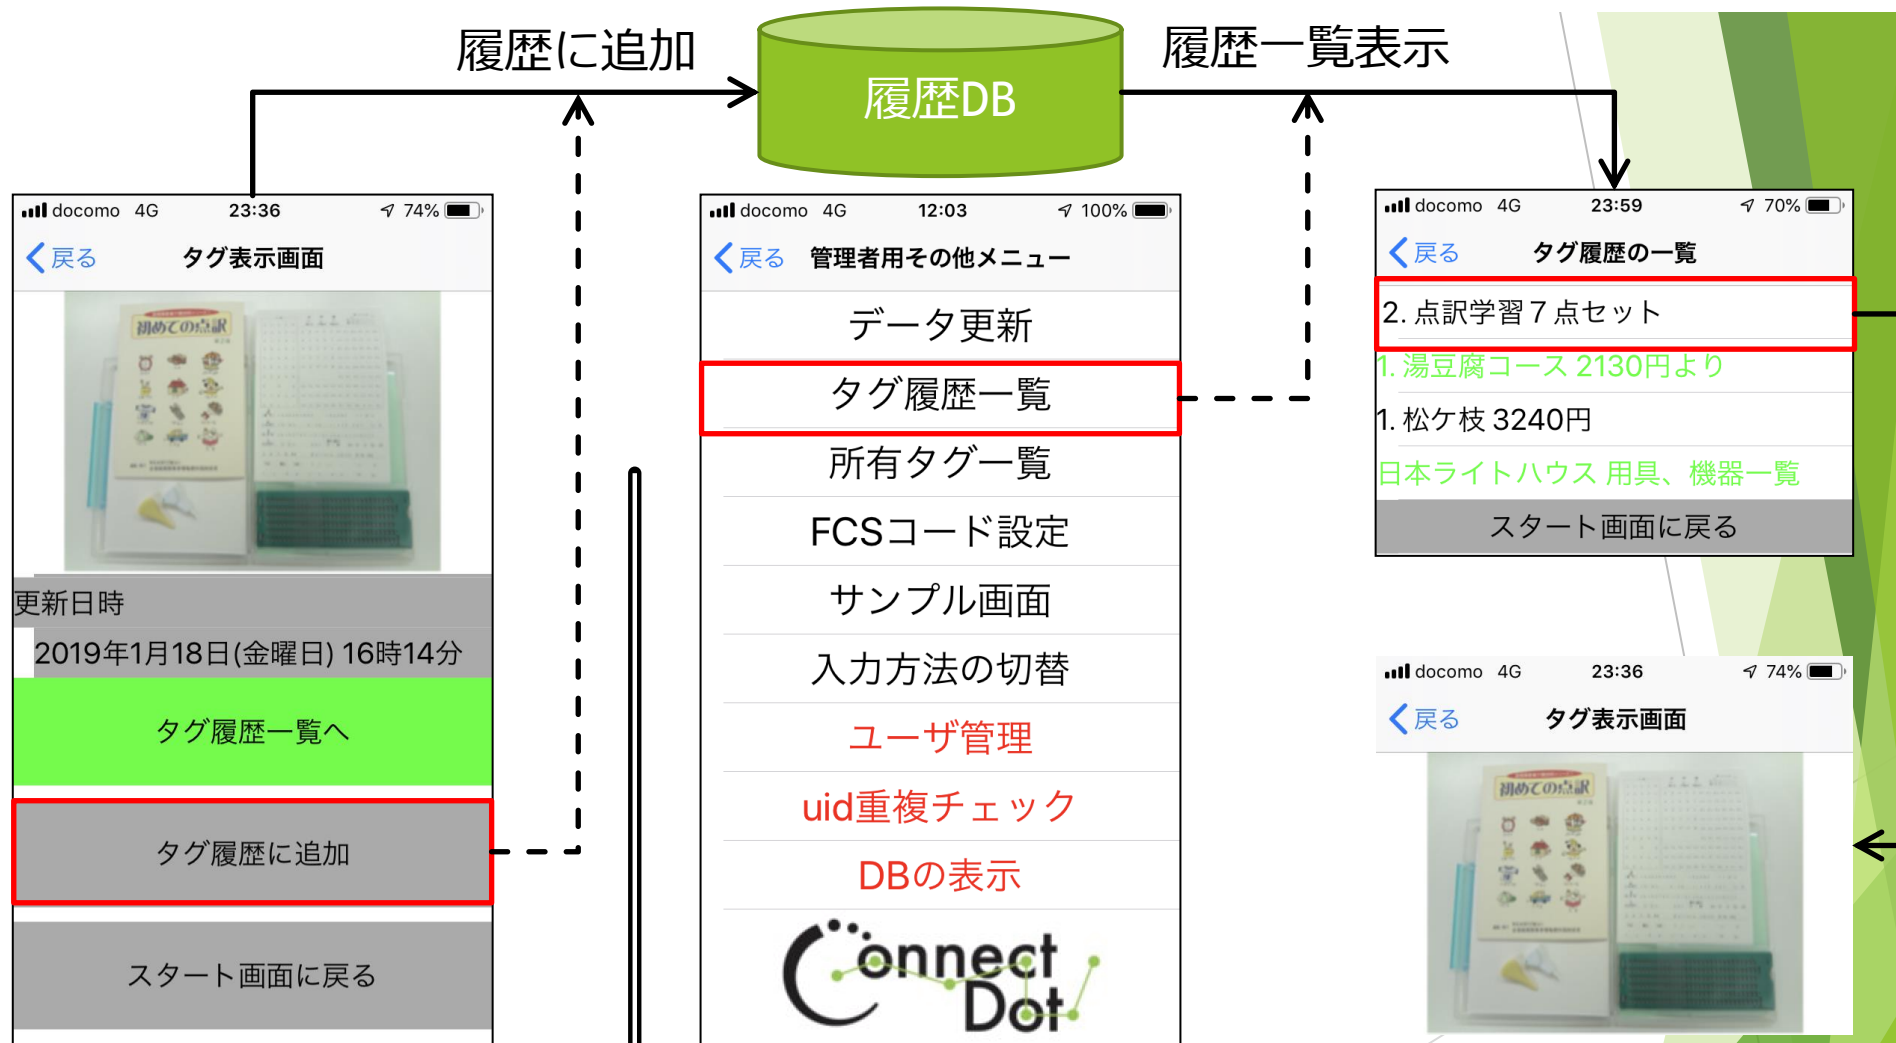 履歴に追加
履歴DB
履歴一覧表示
docomo 4G 23:36 74%
戻る タグ表示画面
初めての点訳
更新日時
2019年1月18日(金曜日) 16時14分
タグ履歴一覧へ
タグ履歴に追加
スタート画面に戻る
docomo 4G 12:03 100%
戻る 管理者用その他メニュー
データ更新
タグ履歴一覧
所有タグ一覧
FCSコード設定
サンプル画面
入力方法の切替
ユーザ管理
uid重複チェック
DBの表示
Connect
Dot
docomo 4G 23:59 70%
戻る タグ履歴の一覧
2. 点訳学習7点セット
1. 湯豆腐コース 2130円より
1. 松ケ枝 3240円
日本ライトハウス 用具、機器一覧
スタート画面に戻る
docomo 4G 23:36 74%
戻る タグ表示画面
初めての点訳